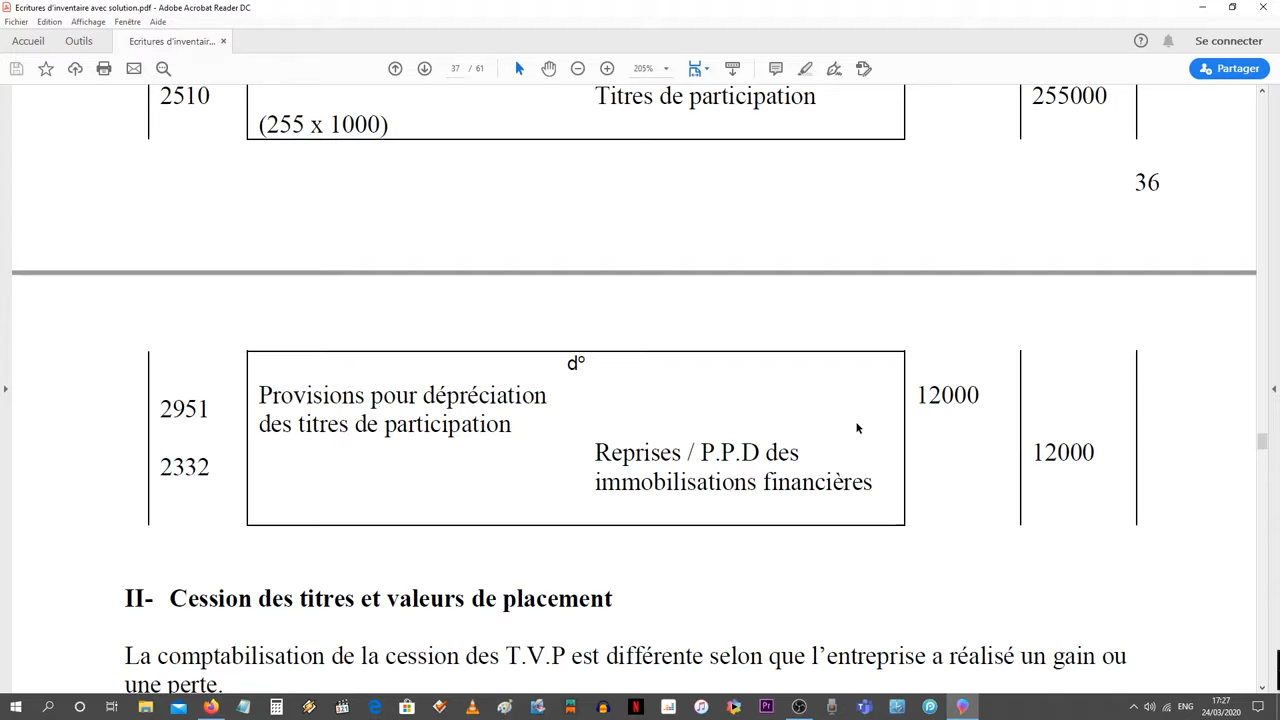 Ecritures d'inventaire avec solution.pdf - Adobe Acrobat Reader DC
Fichier Edition Affichage Fenêtre Aide
Accueil Outils Ecritures d'inventair... × Se connecter
37 / 61 205% Partager
2510 Titres de participation 255000
(255 x 1000)
36
d°
2951 Provisions pour dépréciation 12000
des titres de participation
2332 Reprises / P.P.D des 12000
immobilisations financières
II- Cession des titres et valeurs de placement
La comptabilisation de la cession des T.V.P est différente selon que l’entreprise a réalisé un gain ou
une perte.
ENG 17:27
24/03/2020